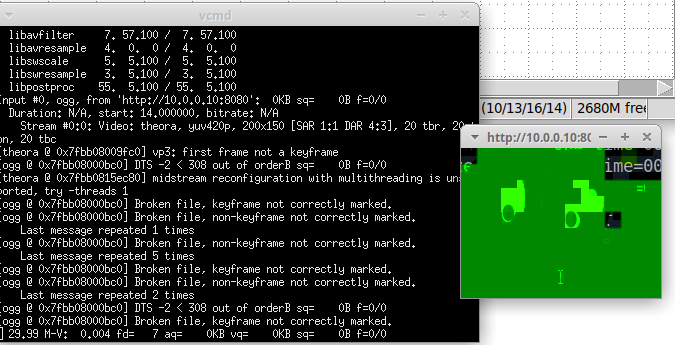 vcmd
libavfilter 7. 57.100 / 7. 57.100
libavresample 4. 0. 0 / 4. 0. 0
libswscale 5. 5.100 / 5. 5.100
libswresample 3. 5.100 / 3. 5.100
libpostproc 55. 5.100 / 55. 5.100
Input #0, ogg, from 'http://10.0.0.10:8080': 0KB sq= 0B f=0/0
Duration: N/A, start: 14.000000, bitrate: N/A
Stream #0:0: Video: theora, yuv420p, 200x150 [SAR 1:1 DAR 4:3], 20 tbr, 20
on, 20 tbc
[theora @ 0x7fbb08009fc0] vp3: first frame not a keyframe
[ogg @ 0x7fbb08000bc0] DTS -2 < 308 out of orderB sq= 0B f=0/0
[theora @ 0x7fbb0815ec80] midstream reconfiguration with multithreading is uns
ported, try -threads 1
[ogg @ 0x7fbb08000bc0] Broken file, keyframe not correctly marked.
[ogg @ 0x7fbb08000bc0] Broken file, non-keyframe not correctly marked.
Last message repeated 1 times
[ogg @ 0x7fbb08000bc0] Broken file, non-keyframe not correctly marked.
Last message repeated 5 times
[ogg @ 0x7fbb08000bc0] Broken file, keyframe not correctly marked.
[ogg @ 0x7fbb08000bc0] Broken file, non-keyframe not correctly marked.
Last message repeated 2 times
[ogg @ 0x7fbb08000bc0] DTS -2 < 308 out of orderB sq= 0B f=0/0
[ogg @ 0x7fbb08000bc0] Broken file, keyframe not correctly marked.
] 29.99 M-V: 0.004 fd= 7 aq= 0KB vq= 0KB sq= 0B f=0/0
(10/13/16/14) 2680M free
http://10.0.0.10:80
ime=00